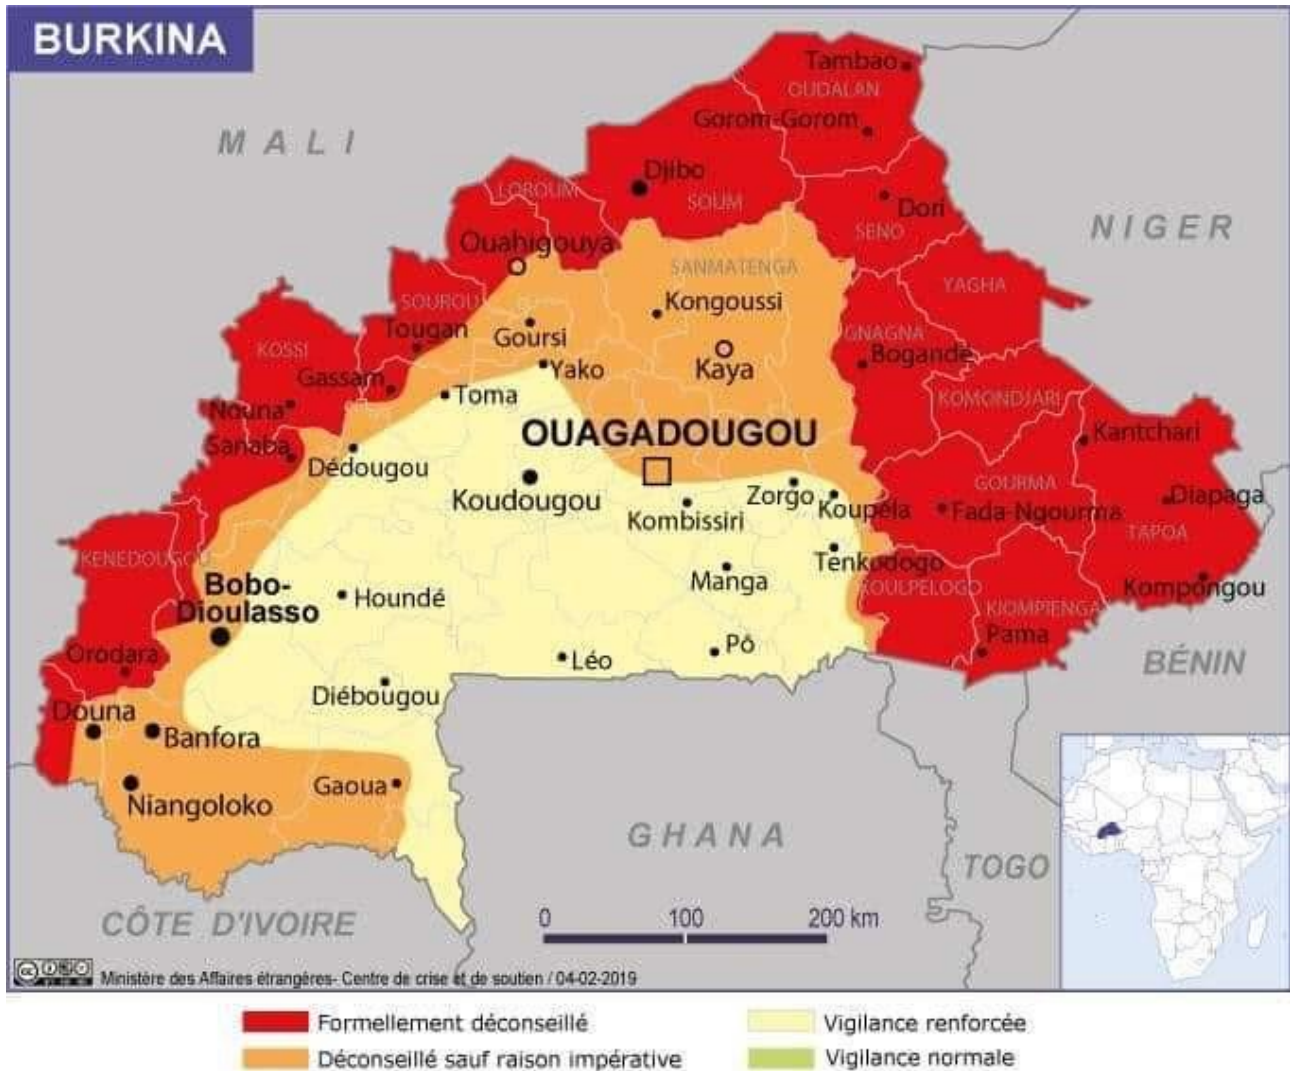 BURKINA
Tambao
OUDALAN
Gorom-Gorom
MALI
Djibo
LOROUM
SOUM
Dori
SENO
NIGER
Ouahigouya
SANMATENGA
YAGHA
SOUROU
Kongoussi
Tougan
Goursi
GNAGNA
KOSSI
Bogandé
Gassam
Yako
Kaya
Toma
KOMONDJARI
Nouna
OUAGADOUGOU
Kantchari
Sanaba
Dédougou
Koudougou
Zorgo
Koupéla
GOURMA
Diapaga
Kombissiri
Fada-Ngourma
TAPOA
KENEDOUGOU
Tenkodogo
Bobo-
Dioulasso
Houndé
Manga
KOULPELOGO
Kompongou
KIOMPIENGA
Pama
Orodara
Léo
Pô
BÉNIN
Diébougou
Douna
Banfora
Gaoua
Niangoloko
GHANA
TOGO
CÔTE D'IVOIRE
0 100 200 km
cc
Ministère des Affaires étrangères- Centre de crise et de soutien / 04-02-2019
Formellement déconseillé
Vigilance renforcée
Déconseillé sauf raison impérative
Vigilance normale